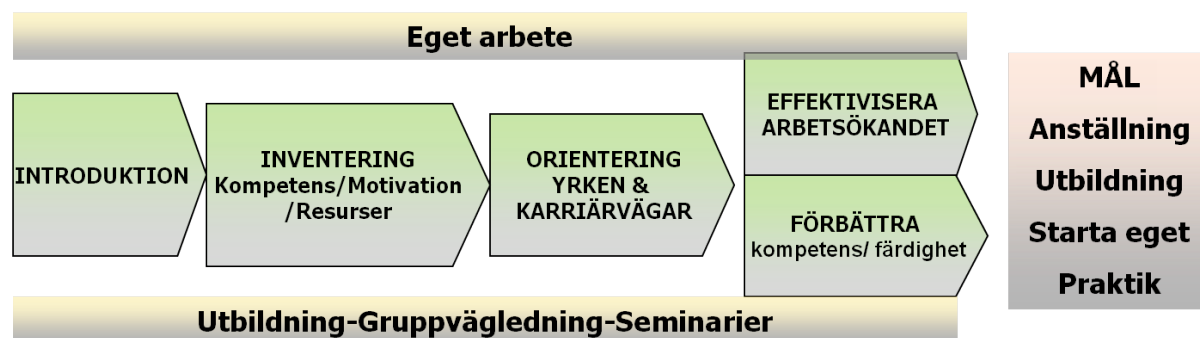 Eget arbete
INTRODUKTION
INVENTERING
Kompetens/Motivation
/Resurser
ORIENTERING
YRKEN &
KARRIÄRVÄGAR
EFFEKTIVISERA
ARBETSÖKANDET
FÖRBÄTTRA
kompetens/ färdighet
MÅL
Anställning
Utbildning
Starta eget
Praktik
Utbildning-Gruppvägledning-Seminarier